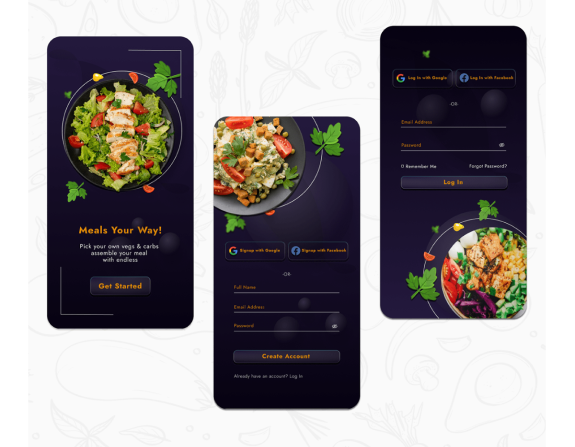 Meals Your Way!
Pick your own vegs & carbs
assemble your meal
with endless
Get Started
Signup with Google
Signup with Facebook
-OR-
Full Name
Email Address
Password
Create Account
Already have an account? Log In
Log In with Google
Log In with Facebook
-OR-
Email Address
Password
Remember Me
Forgot Password?
Log In